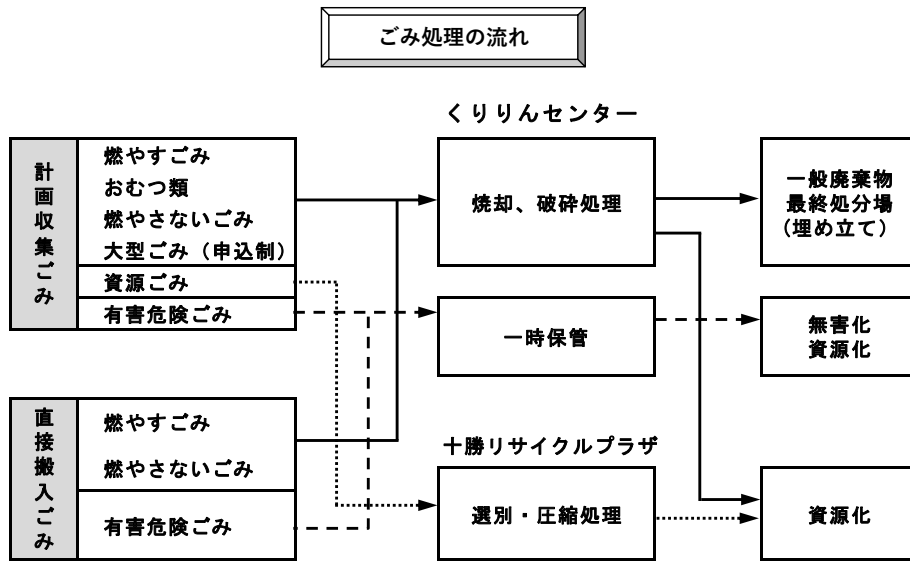 ごみ処理の流れ
くりりんセンター
計画収集ごみ
燃やすごみ
おむつ類
燃やさないごみ
大型ごみ（申込制）
資源ごみ
有害危険ごみ
焼却、破砕処理
一般廃棄物
最終処分場
（埋め立て）
一時保管
無害化
資源化
直接搬入ごみ
燃やすごみ
燃やさないごみ
有害危険ごみ
十勝リサイクルプラザ
選別・圧縮処理
資源化